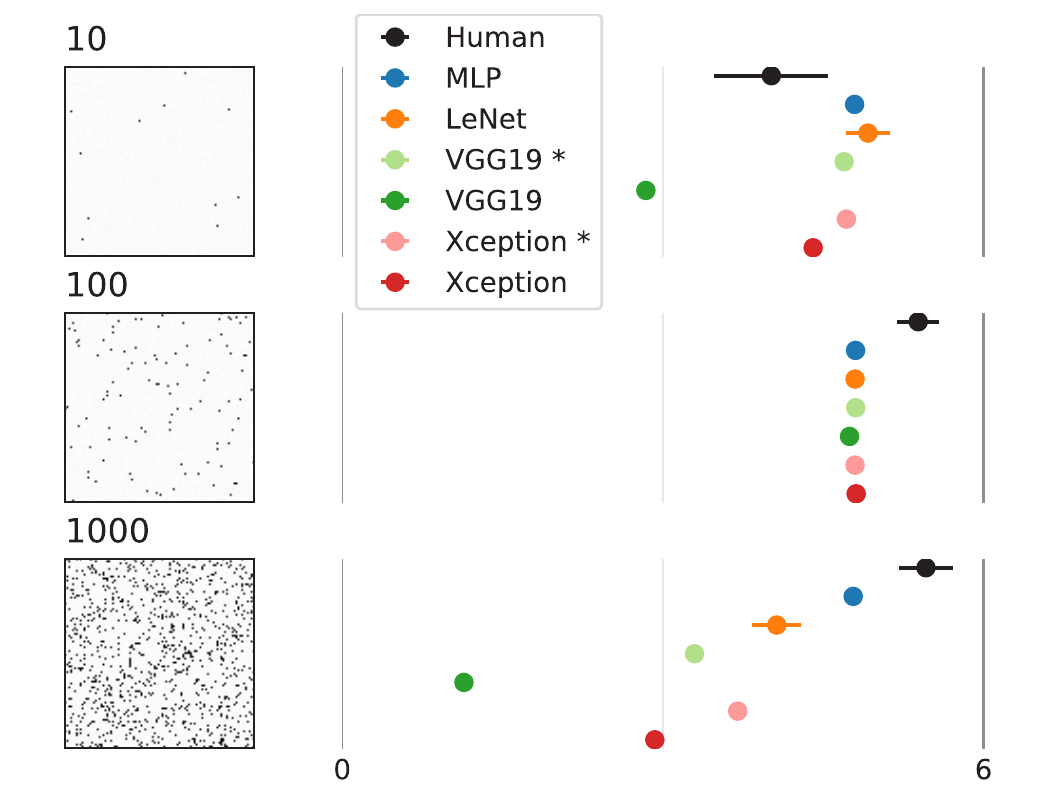 10
Human
MLP
LeNet
VGG19 *
VGG19
Xception *
Xception
100
1000
0
6